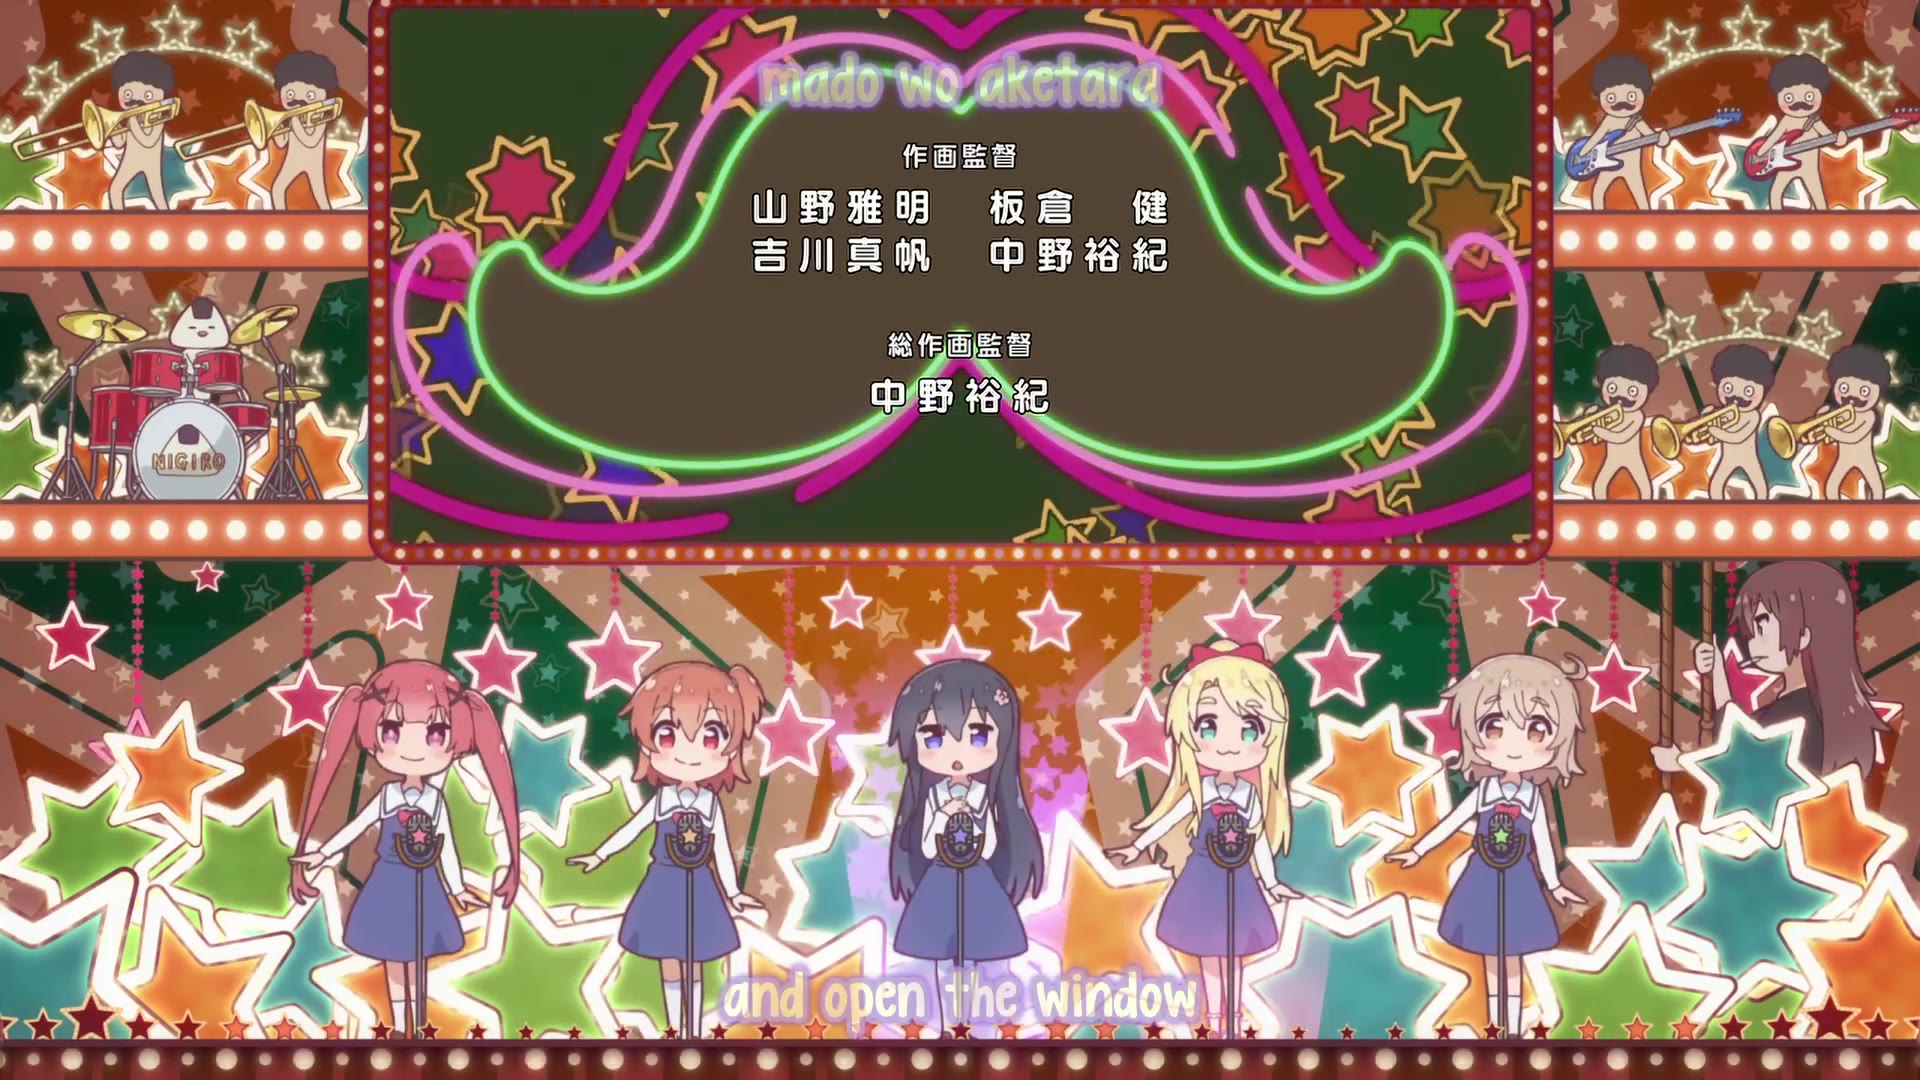 mado wo aketara
作画監督
山野雅明　板倉　健
吉川真帆　中野裕紀
総作画監督
中野裕紀
NIGIRO
and open the window